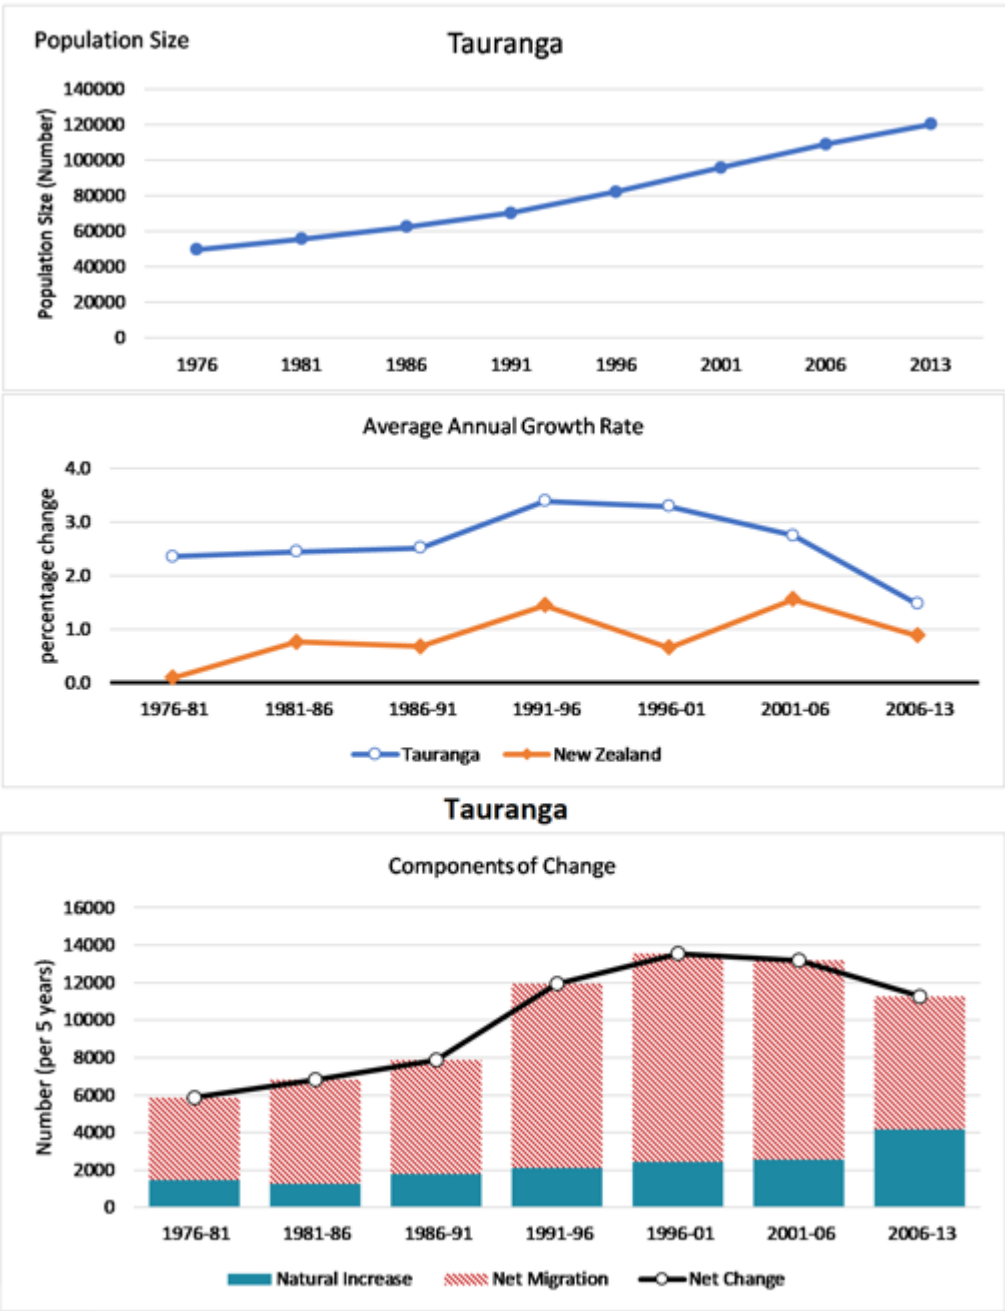 Population Size
Tauranga
Population Size (Number)
140000
120000
100000
80000
60000
40000
20000
0
1976 1981 1986 1991 1996 2001 2006 2013
Average Annual Growth Rate
percentage change
4.0
3.0
2.0
1.0
0.0
1976-81 1981-86 1986-91 1991-96 1996-01 2001-06 2006-13
Tauranga New Zealand
Tauranga
Components of Change
Number (per 5 years)
16000
14000
12000
10000
8000
6000
4000
2000
0
1976-81 1981-86 1986-91 1991-96 1996-01 2001-06 2006-13
Natural Increase Net Migration Net Change